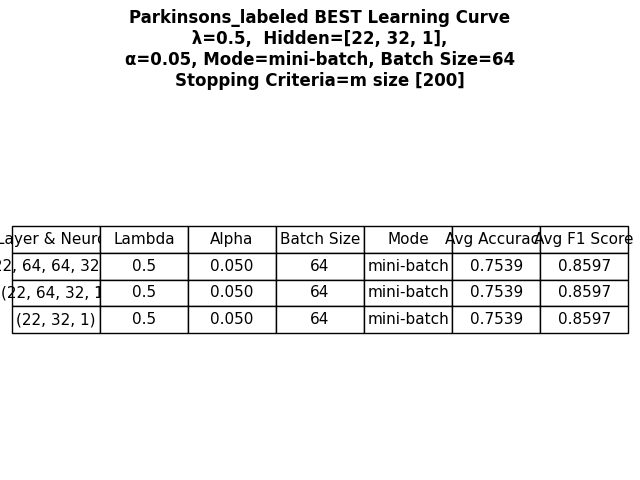 Parkinsons_labeled BEST Learning Curve
λ=0.5, Hidden=[22, 32, 1],
α=0.05, Mode=mini-batch, Batch Size=64
Stopping Criteria=m size [200]
Layer & Neuro Lambda Alpha Batch Size Mode Avg Accurac Avg F1 Score
22, 64, 64, 32, 0.5 0.050 64 mini-batch 0.7539 0.8597
(22, 64, 32, 1 0.5 0.050 64 mini-batch 0.7539 0.8597
(22, 32, 1) 0.5 0.050 64 mini-batch 0.7539 0.8597